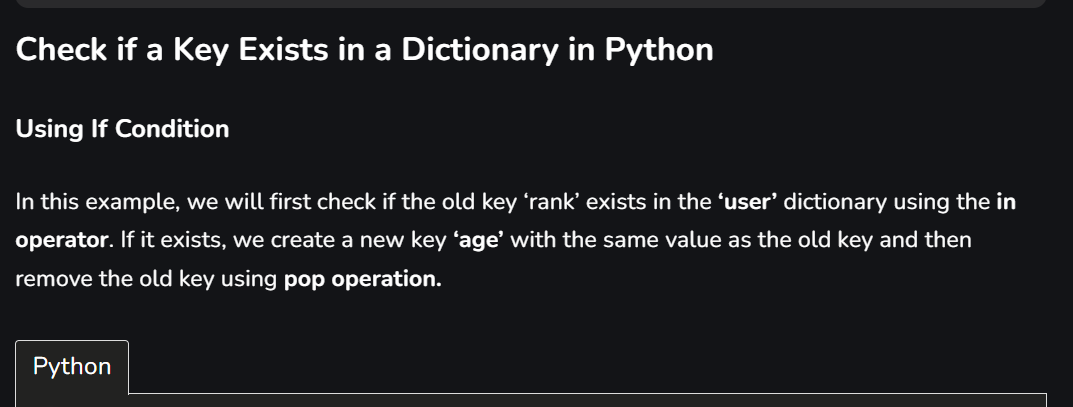 Check if a Key Exists in a Dictionary in Python
Using If Condition
In this example, we will first check if the old key ‘rank’ exists in the ‘user’ dictionary using the in
operator. If it exists, we create a new key ‘age’ with the same value as the old key and then
remove the old key using pop operation.
Python